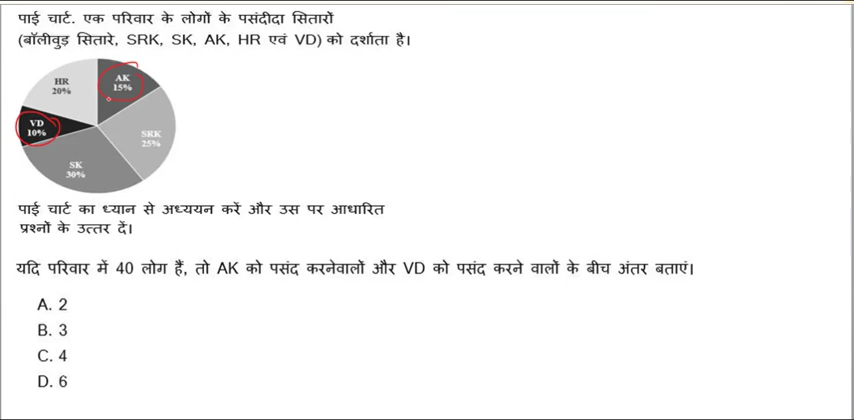 पाई चार्ट. एक परिवार के लोगों के पसंदीदा सितारों
(बॉलीवुड सितारे, SRK, SK, AK, HR एवं VD) को दर्शाता है।
HR
20%
AK
15%
VD
10%
SRK
25%
SK
30%
पाई चार्ट का ध्यान से अध्ययन करें और उस पर आधारित
प्रश्नों के उत्तर दें।
यदि परिवार में 40 लोग हैं, तो AK को पसंद करनेवालों और VD को पसंद करने वालों के बीच अंतर बताएं।
A. 2
B. 3
C. 4
D. 6